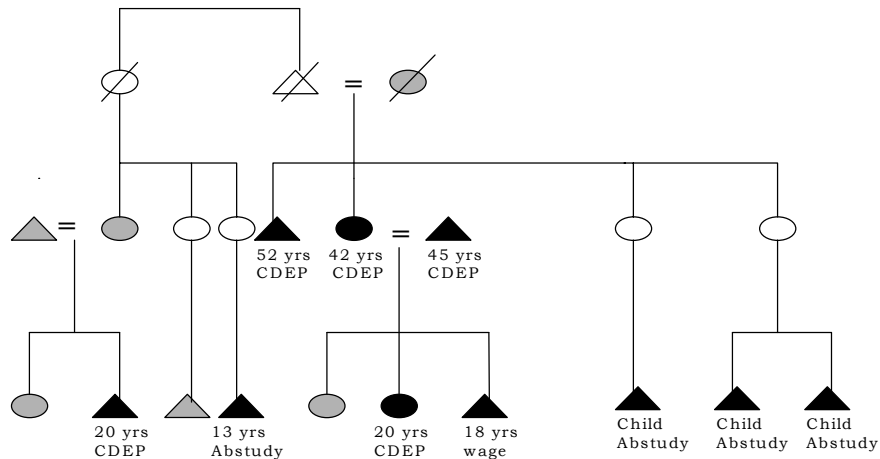 52 yrs
CDEP
42 yrs
CDEP
45 yrs
CDEP
20 yrs
CDEP
13 yrs
Abstudy
20 yrs
CDEP
18 yrs
wage
Child
Abstudy
Child
Abstudy
Child
Abstudy